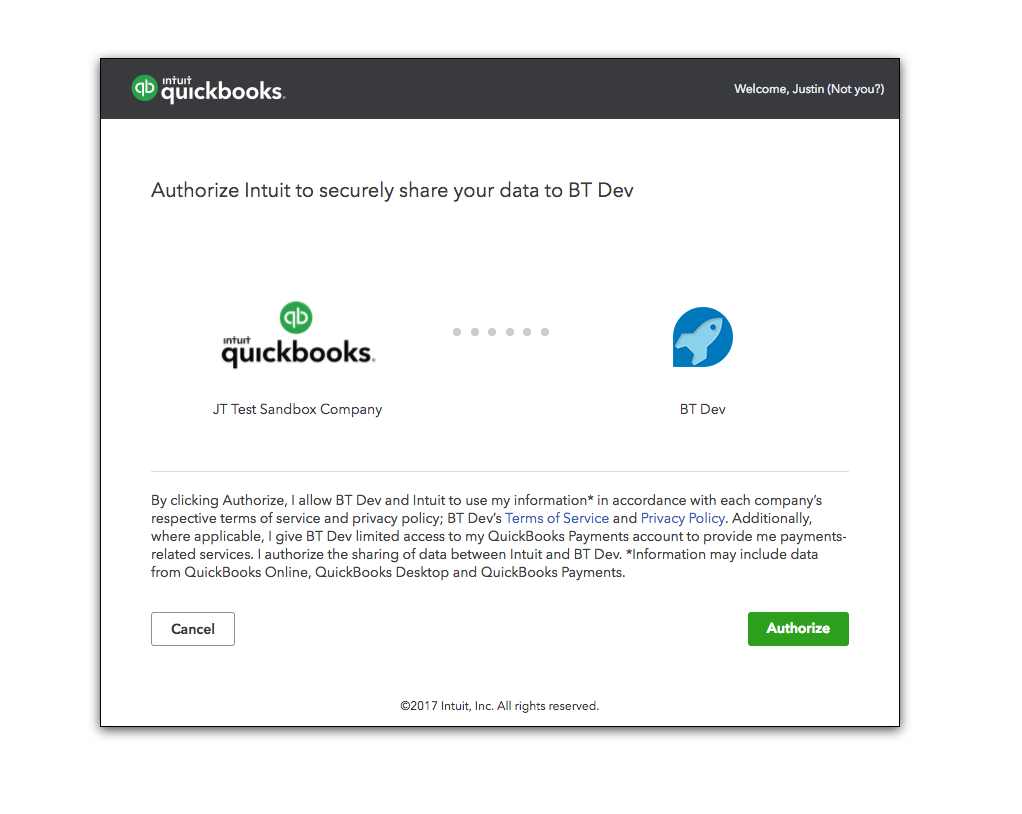 qb intuit quickbooks.
Welcome, Justin (Not you?)
Authorize Intuit to securely share your data to BT Dev
qb
intuit
quickbooks.
JT Test Sandbox Company
BT Dev
By clicking Authorize, I allow BT Dev and Intuit to use my information* in accordance with each company's
respective terms of service and privacy policy; BT Dev's Terms of Service and Privacy Policy. Additionally,
where applicable, I give BT Dev limited access to my QuickBooks Payments account to provide me payments-
related services. I authorize the sharing of data between Intuit and BT Dev. *Information may include data
from QuickBooks Online, QuickBooks Desktop and QuickBooks Payments.
Cancel
Authorize
©2017 Intuit, Inc. All rights reserved.